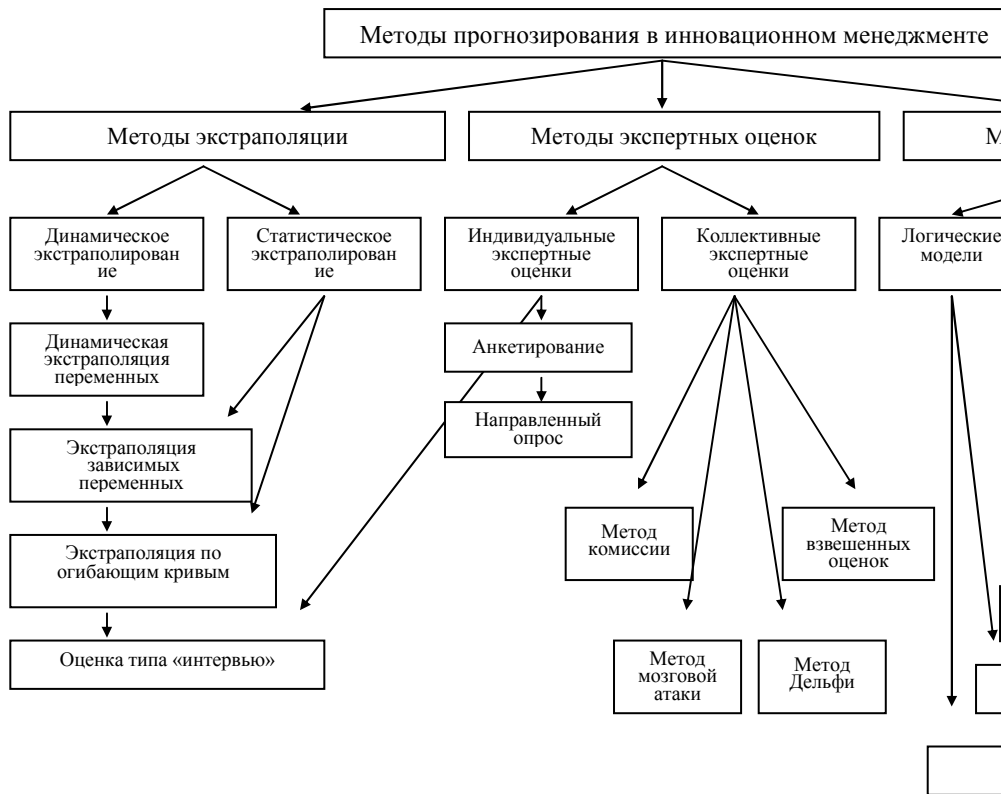 Методы прогнозирования в инновационном менеджменте
Методы экстраполяции
Методы экспертных оценок
М
Динамическое
экстраполирован
ие
Статистическое
экстраполирован
ие
Индивидуальные
экспертные
оценки
Коллективные
экспертные
оценки
Логические
модели
Динамическая
экстраполяция
переменных
Анкетирование
Направленный
опрос
Экстраполяция
зависимых
переменных
Метод
комиссии
Метод
взвешенных
оценок
Экстраполяция по
огибающим кривым
Оценка типа «интервью»
Метод
мозговой
атаки
Метод
Дельфи